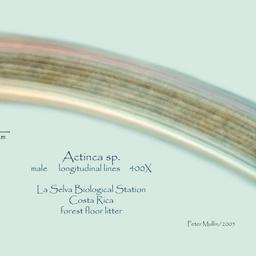 m
Actinca sp.
male longitudinal lines 400X
La Selva Biological Station
Costa Rica
forest floor litter
Peter Mullin/2005